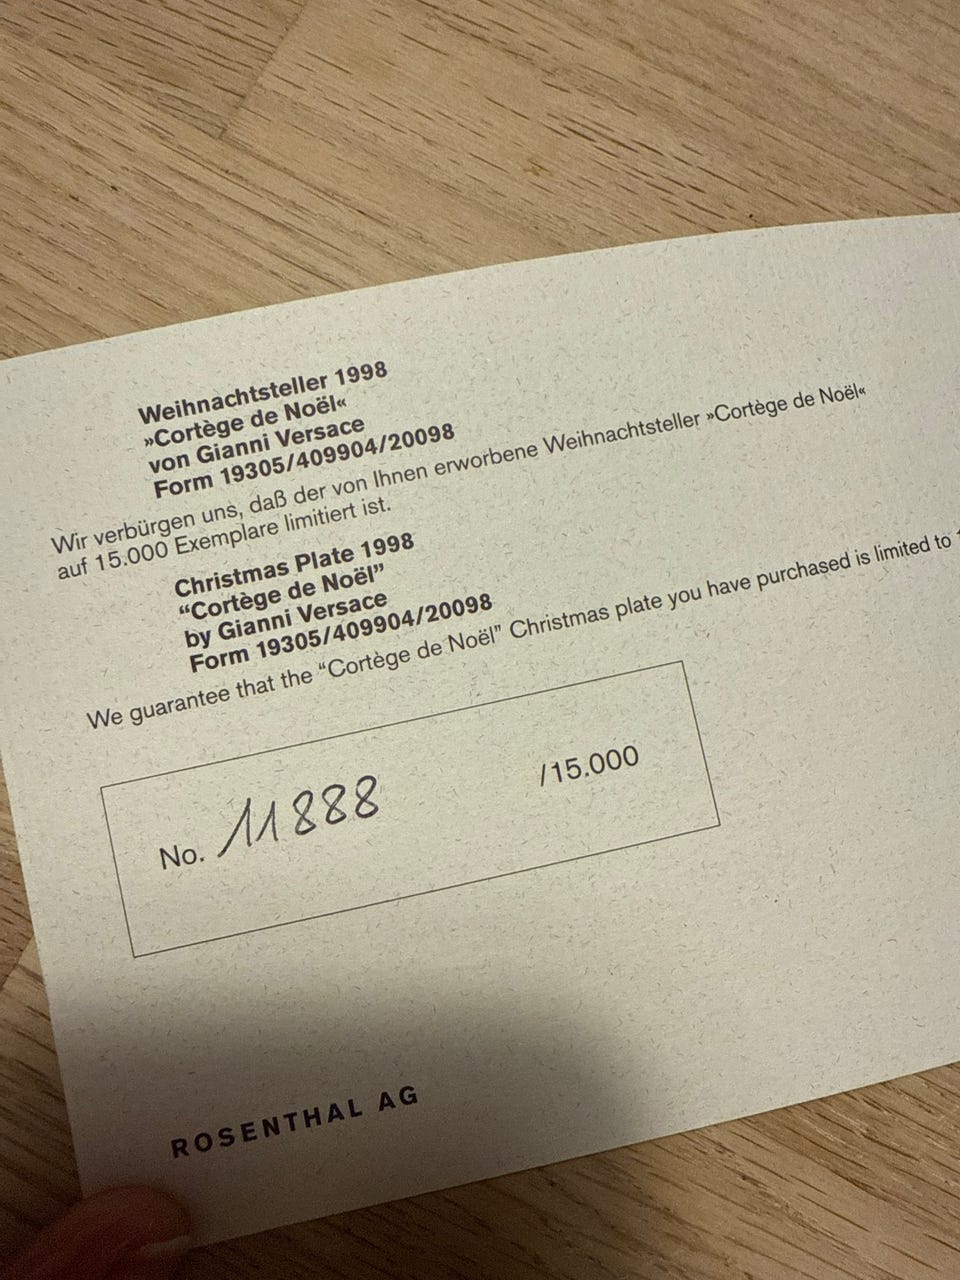 Weihnachtsteller 1998
»Cortège de Noël«
von Gianni Versace
Form 19305/409904/20098
Wir verbürgen uns, daß der von Ihnen erworbene Weihnachtsteller »Cortège de Noël«
auf 15.000 Exemplare limitiert ist.
Christmas Plate 1998
“Cortège de Noël”
by Gianni Versace
Form 19305/409904/20098
We guarantee that the “Cortège de Noël” Christmas plate you have purchased is limited to
No. 11888 /15.000
ROSENTHAL AG